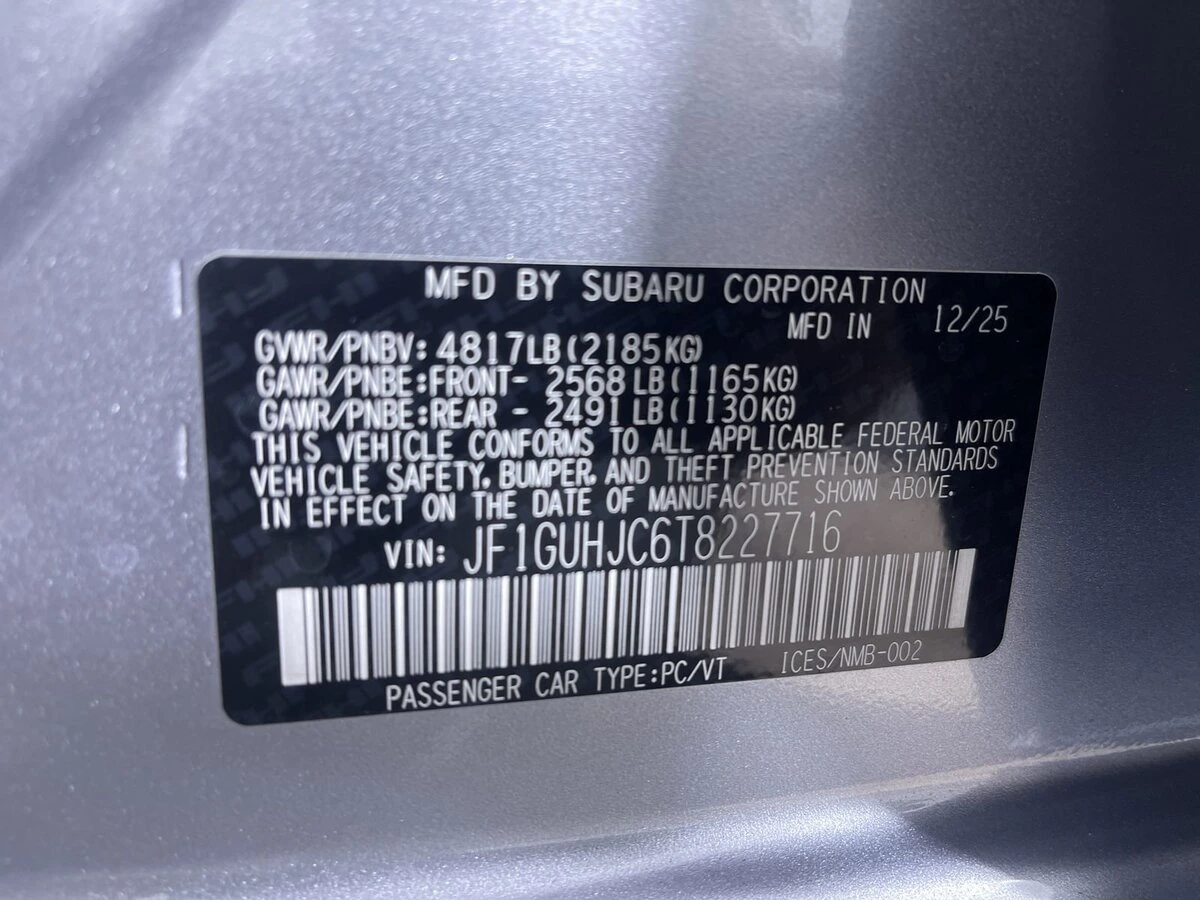 MFD BY SUBARU CORPORATION
MFD IN 12/25
GVWR/PNBV: 4817LB(2185KG)
GAWR/PNBE:FRONT- 2568LB(1165KG)
GAWR/PNBE:REAR - 2491LB(1130KG)
THIS VEHICLE CONFORMS TO ALL APPLICABLE FEDERAL MOTOR
VEHICLE SAFETY, BUMPER, AND THEFT PREVENTION STANDARDS
IN EFFECT ON THE DATE OF MANUFACTURE SHOWN ABOVE.
VIN: JF1GUHJC6T8227716
PASSENGER CAR TYPE:PC/VT ICES/NMB-002